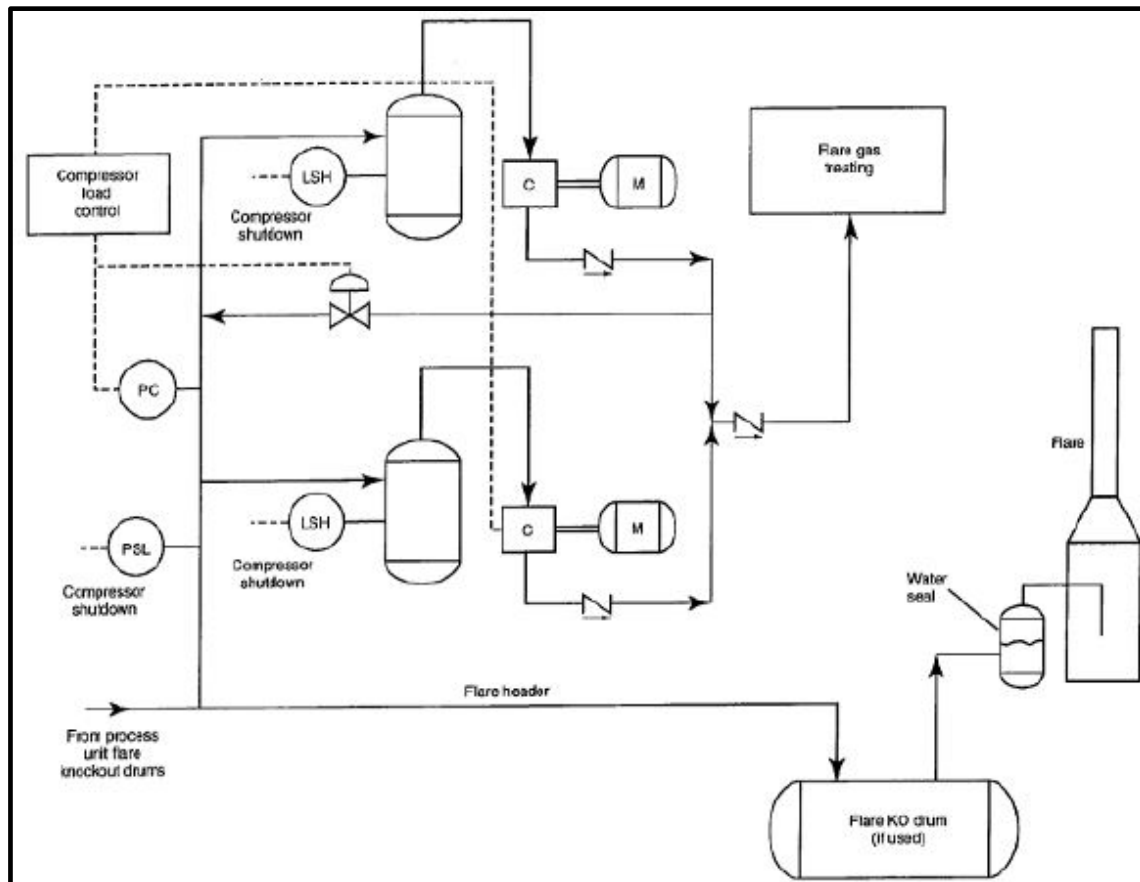 Compressor
load
control
LSH
Compressor
shutdown
C
M
Flare gas
treating
PC
LSH
Compressor
shutdown
C
M
PSL
Compressor
shutdown
Flare
Water
seal
Flare header
From process
unit flare
knockout drums
Flare KO drum
(if used)